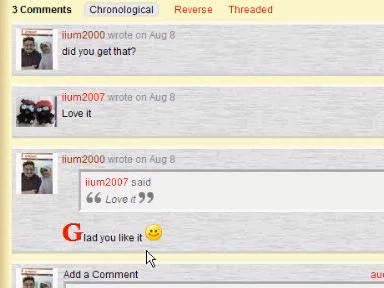 3 Comments Chronological Reverse Threaded
iium2000 wrote on Aug 8
did you get that?
iium2007 wrote on Aug 8
Love it
iium2000 wrote on Aug 8
iium2007 said
“ Love it ”
Glad you like it
Add a Comment